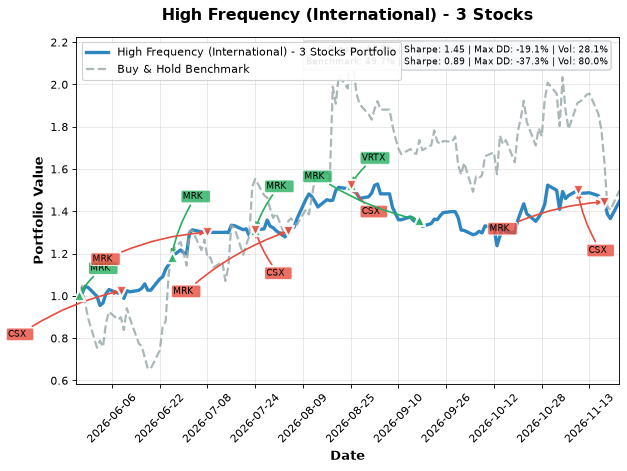 High Frequency (International) - 3 Stocks
High Frequency (International) - 3 Stocks Portfolio
Buy & Hold Benchmark
Sharpe: 1.45 | Max DD: -19.1% | Vol: 28.1%
Benchmark: 49.7% | Sharpe: 0.89 | Max DD: -37.3% | Vol: 80.0%
Portfolio Value
2.2
2.0
1.8
1.6
1.4
1.2
1.0
0.8
0.6
VRTX
MRK
MRK
MRK
CSX
MRK
CSX
MRK
MRK
CSX
MRK
CSX
2026-06-06
2026-06-22
2026-07-08
2026-07-24
2026-08-09
2026-08-25
2026-09-10
2026-09-26
2026-10-12
2026-10-28
2026-11-13
Date